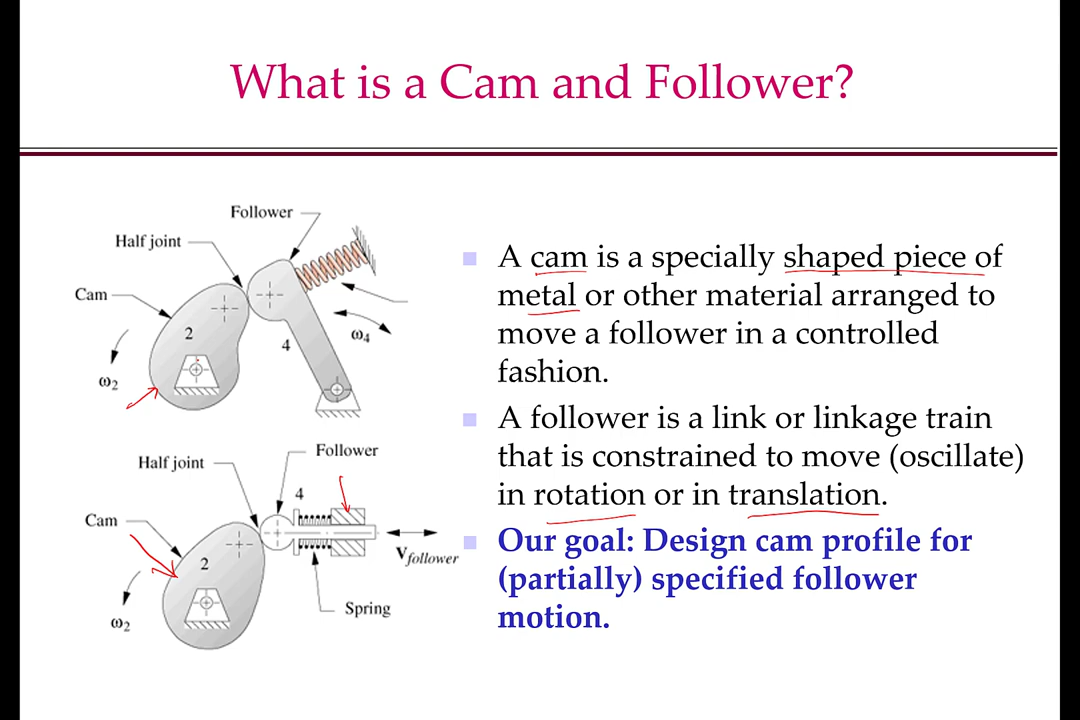 What is a Cam and Follower?
Follower
Half joint
Cam
2
4
ω4
ω2
Follower
Half joint
4
Cam
2
Vfollower
Spring
ω2
A cam is a specially shaped piece of
metal or other material arranged to
move a follower in a controlled
fashion.
A follower is a link or linkage train
that is constrained to move (oscillate)
in rotation or in translation.
Our goal: Design cam profile for
(partially) specified follower
motion.